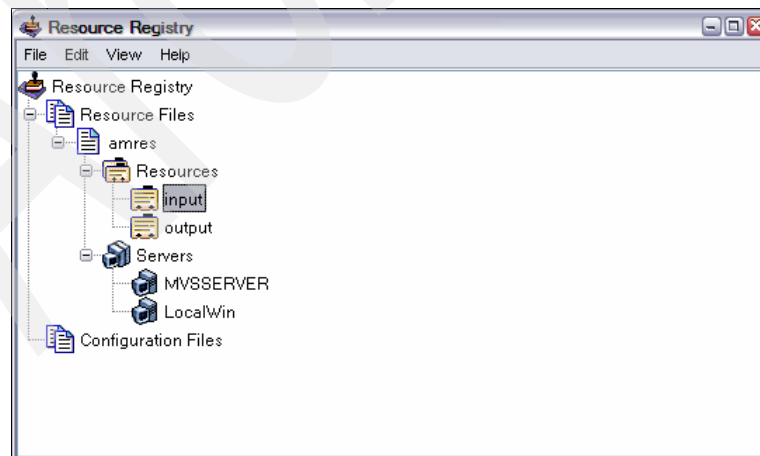 Resource Registry
File Edit View Help
Resource Registry
Resource Files
amres
Resources
input
output
Servers
MVSSERVER
LocalWin
Configuration Files